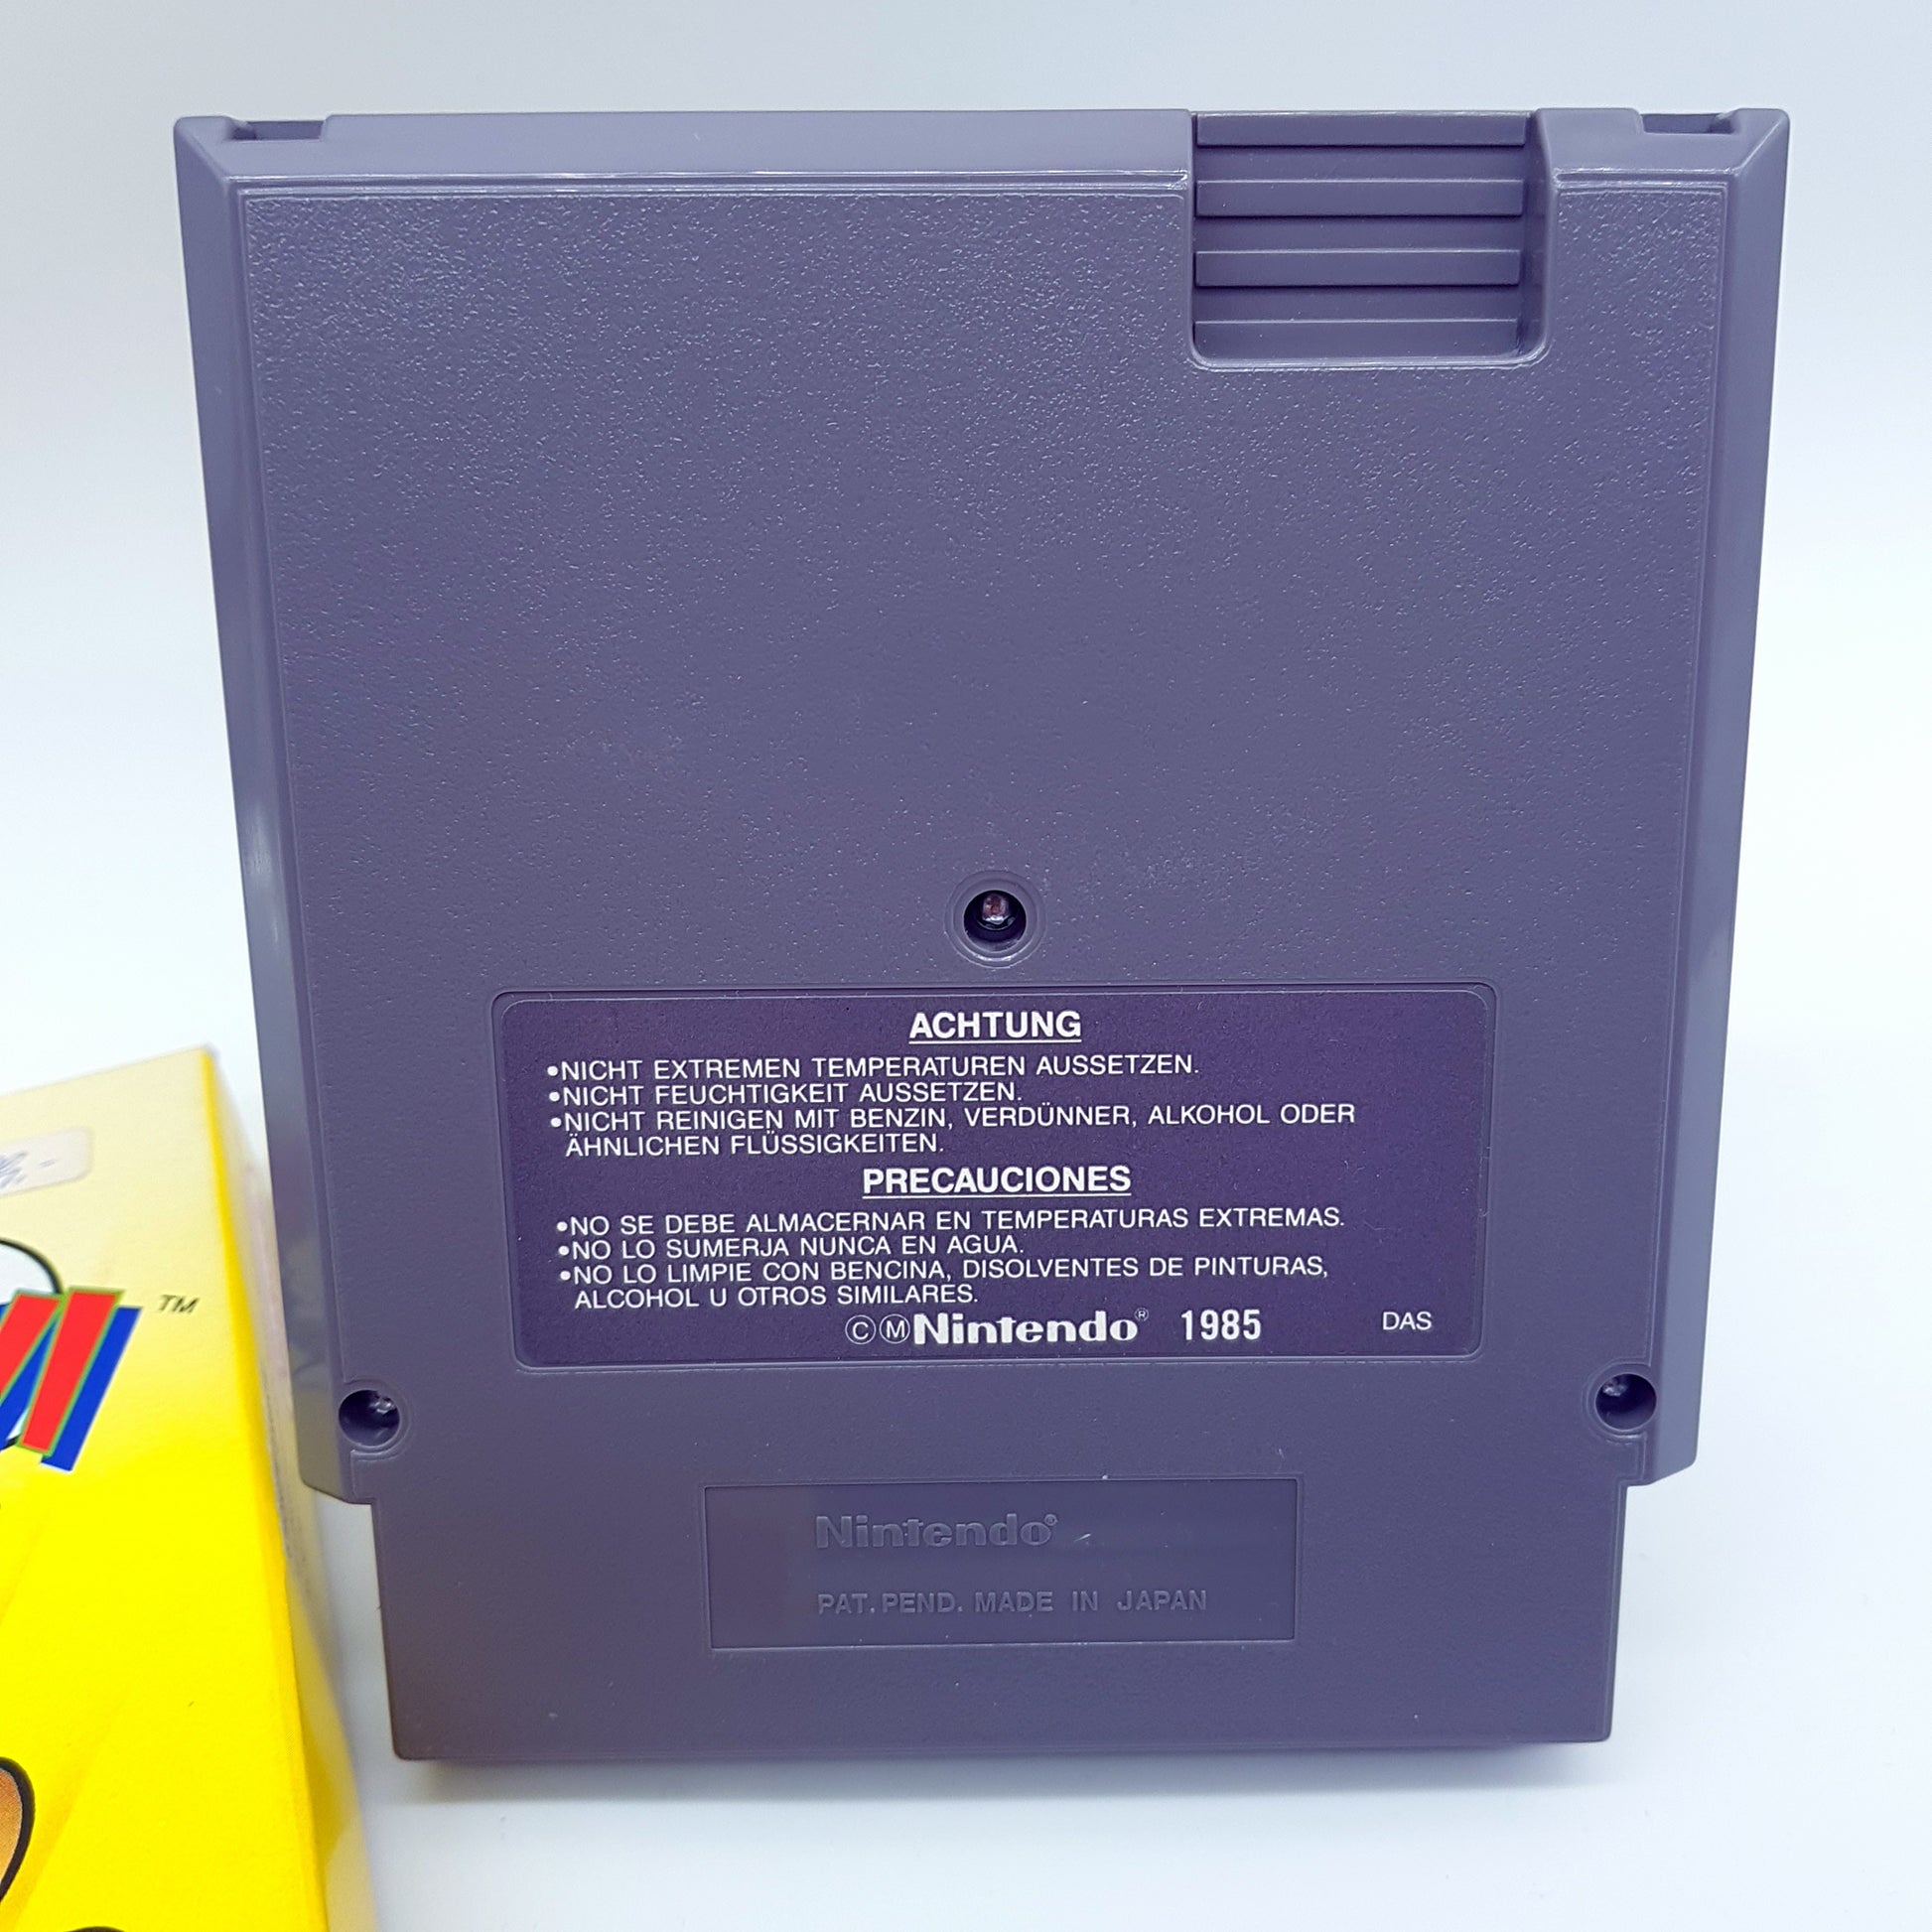 ACHTUNG
•NICHT EXTREMEN TEMPERATUREN AUSSETZEN.
•NICHT FEUCHTIGKEIT AUSSETZEN.
•NICHT REINIGEN MIT BENZIN, VERDÜNNER, ALKOHOL ODER
ÄHNLICHEN FLÜSSIGKEITEN.
PRECAUCIONES
•NO SE DEBE ALMACERNAR EN TEMPERATURAS EXTREMAS.
•NO LO SUMERJA NUNCA EN AGUA.
•NO LO LIMPIE CON BENCINA, DISOLVENTES DE PINTURAS,
ALCOHOL U OTROS SIMILARES.
ⒸⓂNintendo® 1985 DAS
TM
Nintendo®
PAT. PEND. MADE IN JAPAN